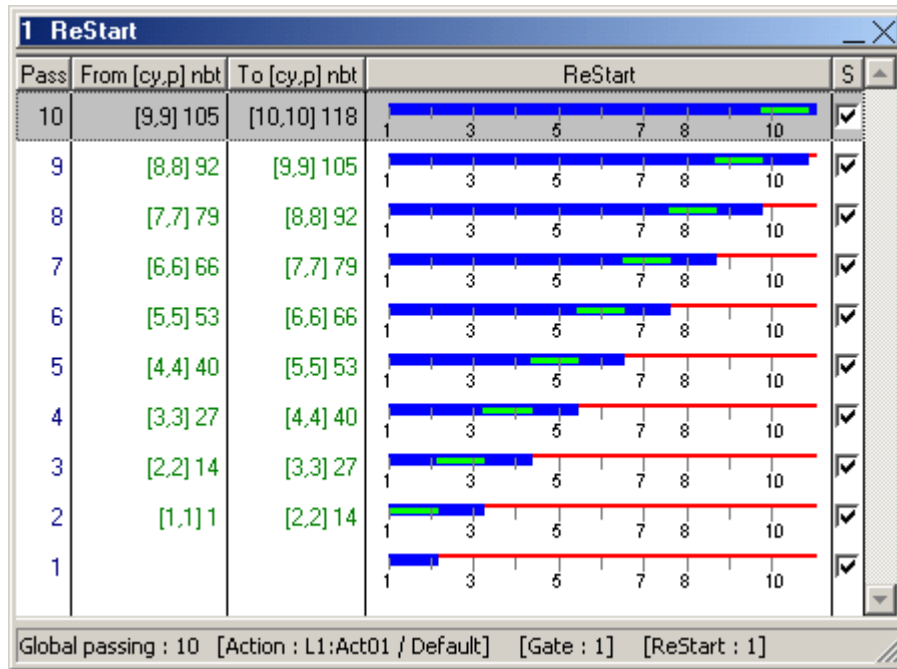 1 ReStart
Pass From [cy,p] nbt To [cy,p] nbt ReStart S
10 [9,9] 105 [10,10] 118
1 3 5 7 8 10
9 [8,8] 92 [9,9] 105
1 3 5 7 8 10
8 [7,7] 79 [8,8] 92
1 3 5 7 8 10
7 [6,6] 66 [7,7] 79
1 3 5 7 8 10
6 [5,5] 53 [6,6] 66
1 3 5 7 8 10
5 [4,4] 40 [5,5] 53
1 3 5 7 8 10
4 [3,3] 27 [4,4] 40
1 3 5 7 8 10
3 [2,2] 14 [3,3] 27
1 3 5 7 8 10
2 [1,1] 1 [2,2] 14
1 3 5 7 8 10
1
1 3 5 7 8 10
Global passing : 10 [Action : L1:Act01 / Default] [Gate : 1] [ReStart : 1]